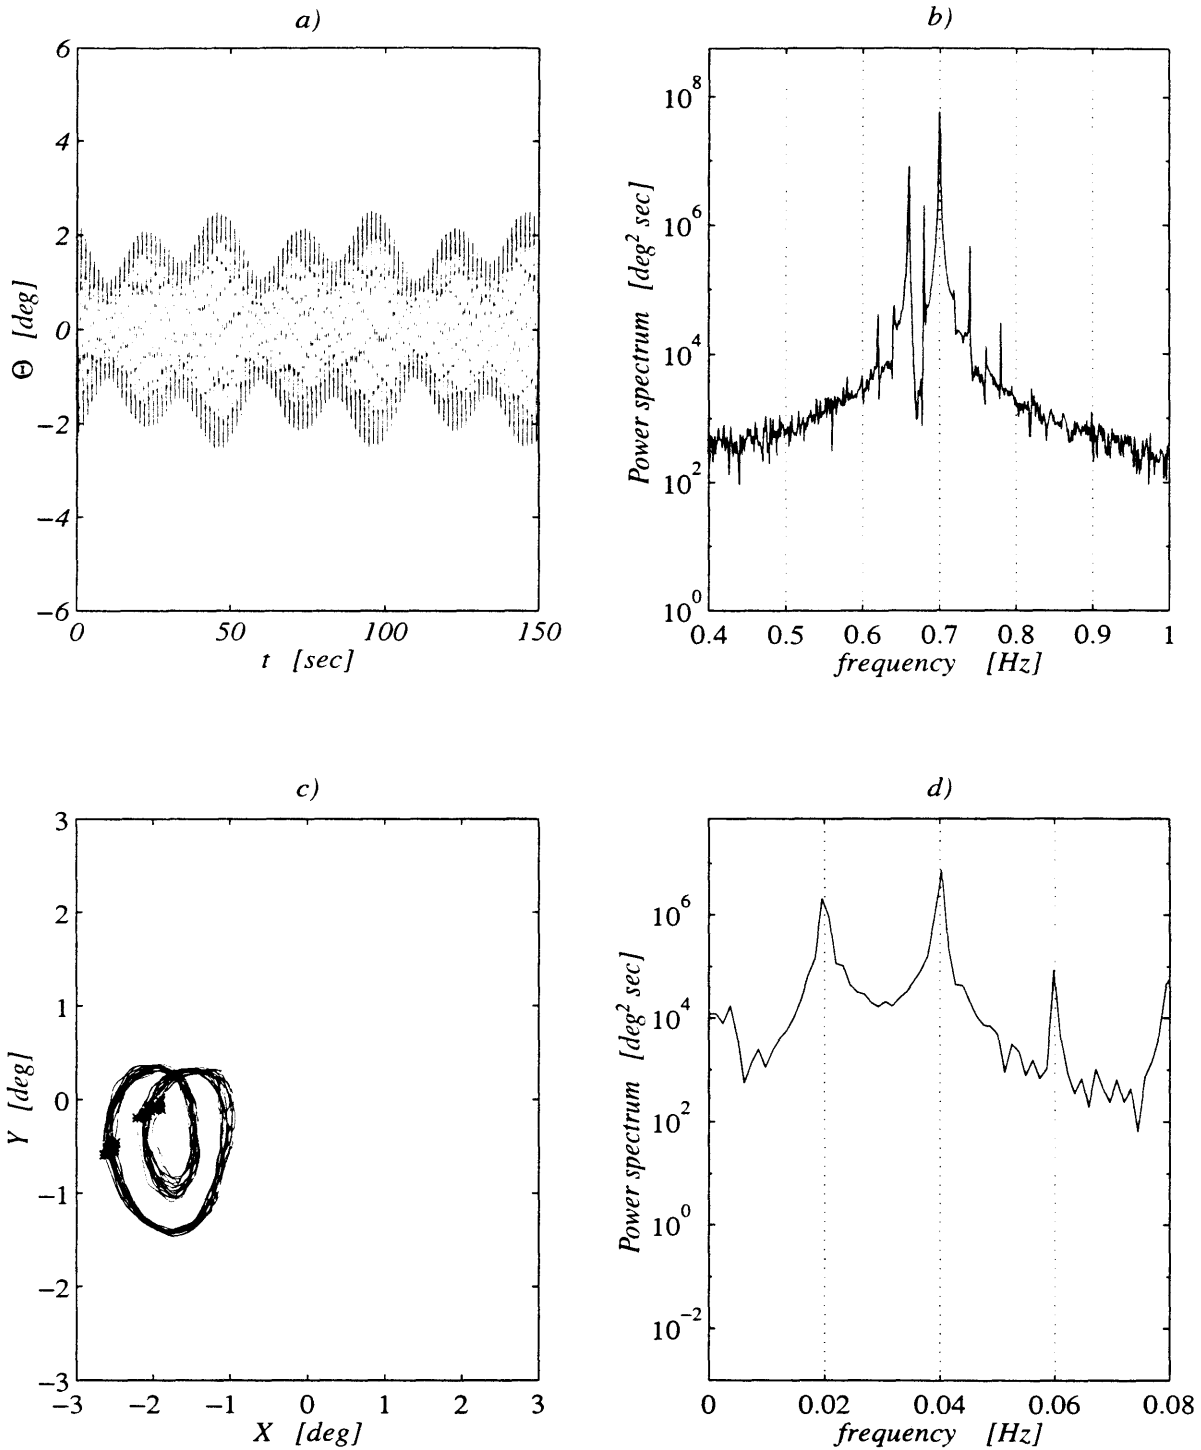 a)
6
4
2
0
−2
−4
−6
Θ [deg]
0 50 100 150
t [sec]
b)
10^8
10^6
10^4
10^2
10^0
Power spectrum [deg^2 sec]
0.4 0.5 0.6 0.7 0.8 0.9 1
frequency [Hz]
c)
3
2
1
0
−1
−2
−3
Y [deg]
−3 −2 −1 0 1 2 3
X [deg]
d)
10^6
10^4
10^2
10^0
10^−2
Power spectrum [deg^2 sec]
0 0.02 0.04 0.06 0.08
frequency [Hz]